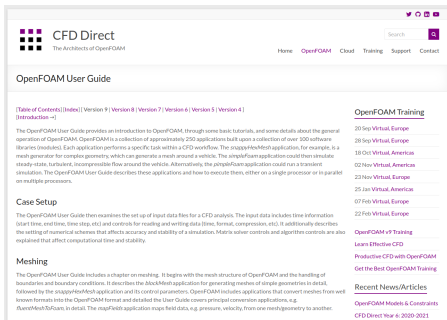 CFD Direct
The Architects of OpenFOAM
Search
Home OpenFOAM Cloud Training Support Contact
OpenFOAM User Guide
[Table of Contents] [Index] [ Version 9 | Version 8 | Version 7 | Version 6 | Version 5 | Version 4 ]
[Introduction →]
The OpenFOAM User Guide provides an introduction to OpenFOAM, through some basic tutorials, and some details about the general
operation of OpenFOAM. OpenFOAM is a collection of approximately 250 applications built upon a collection of over 100 software
libraries (modules). Each application performs a specific task within a CFD workflow. The snappyHexMesh application, for example, is a
mesh generator for complex geometry, which can generate a mesh around a vehicle. The simpleFoam application could then simulate
steady-state, turbulent, incompressible flow around the vehicle. Alternatively, the pimpleFoam application could run a transient
simulation. The OpenFOAM User Guide describes these applications and how to execute them, either on a single processor or in parallel
on multiple processors.
Case Setup
The OpenFOAM User Guide then examines the set up of input data files for a CFD analysis. The input data includes time information
(start time, end time, time step, etc) and controls for reading and writing data (time, format, compression, etc). It additionally describes
the setting of numerical schemes that affects accuracy and stability of a simulation. Matrix solver controls and algorithm controls are also
explained that affect computational time and stability.
Meshing
The OpenFOAM User Guide includes a chapter on meshing. It begins with the mesh structure of OpenFOAM and the handling of
boundaries and boundary conditions. It describes the blockMesh application for generating meshes of simple geometries in detail,
followed by the snappyHexMesh application and its control parameters. OpenFOAM includes applications that convert meshes from well
known formats into the OpenFOAM format and detailed the User Guide covers principal conversion applications, e.g.
fluentMeshToFoam, in detail. The mapFields application maps field data, e.g. pressure, velocity, from one mesh/geometry to another.
OpenFOAM Training
20 Sep Virtual, Europe
28 Sep Virtual, Europe
18 Oct Virtual, Americas
02 Nov Virtual, Americas
23 Nov Virtual, Europe
25 Jan Virtual, Americas
07 Feb Virtual, Europe
22 Feb Virtual, Europe
OpenFOAM v9 Training
Learn Effective CFD
Productive CFD with OpenFOAM
Get the Best OpenFOAM Training
Recent News/Articles
OpenFOAM Models & Constraints
CFD Direct Year 6: 2020-2021